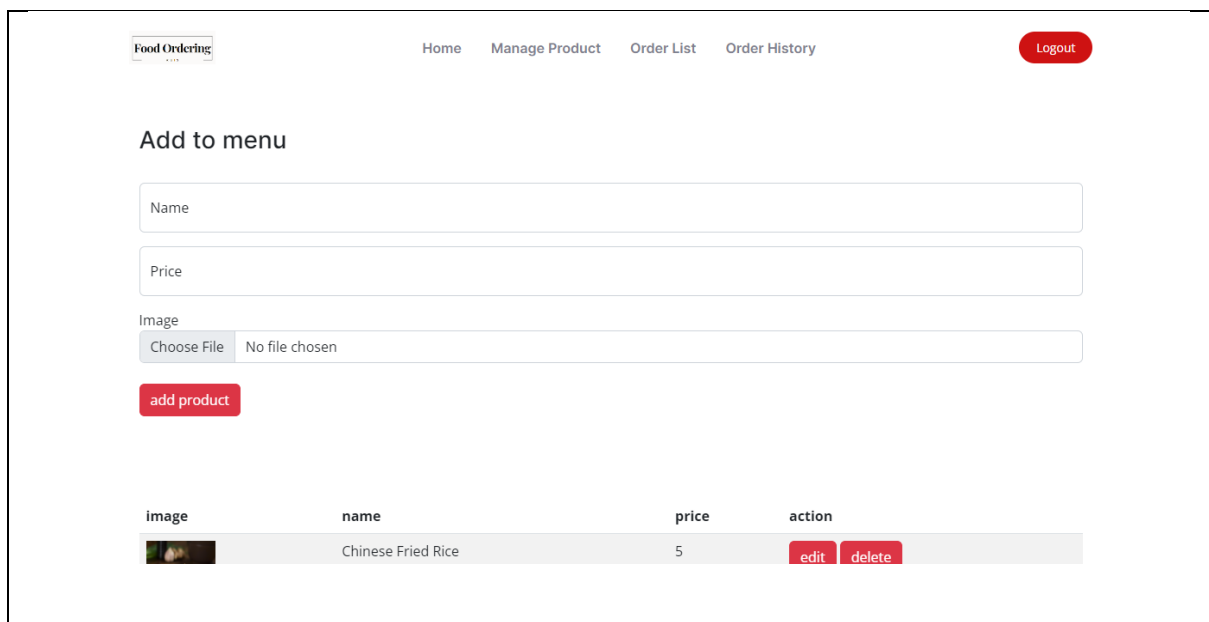 Food Ordering
Home Manage Product Order List Order History Logout
Add to menu
Name
Price
Image
Choose File No file chosen
add product
image name price action
Chinese Fried Rice 5 edit delete